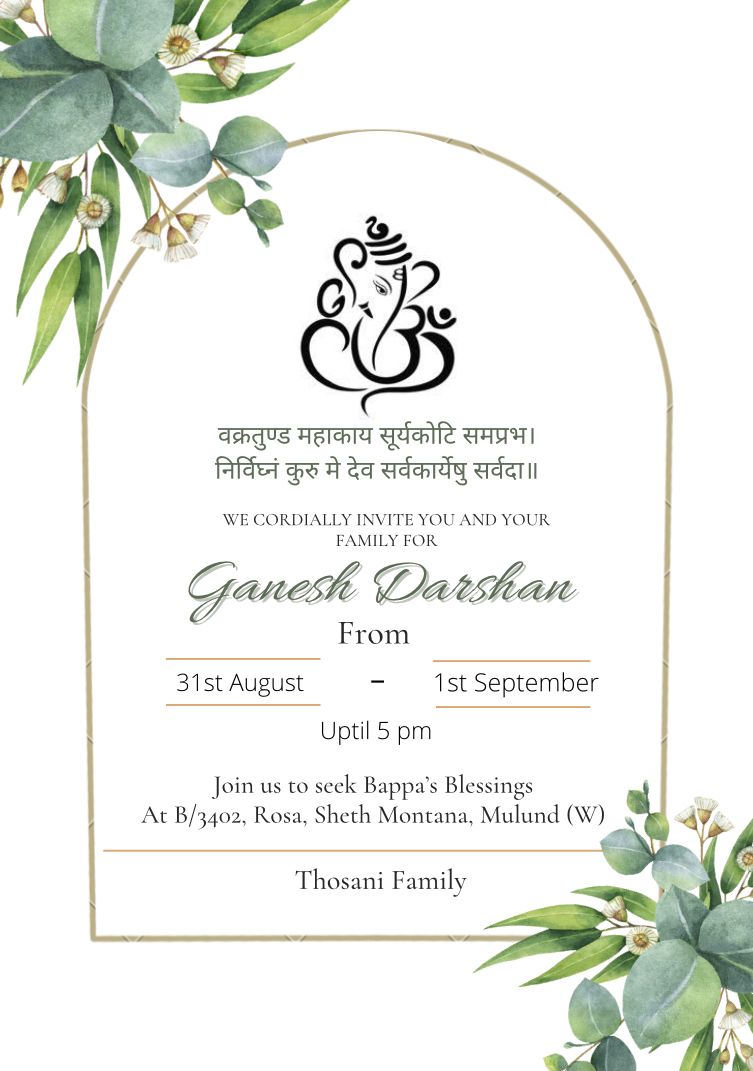 वक्रतुण्ड महाकाय सूर्यकोटि समप्रभ।
निर्विघ्नं कुरु मे देव सर्वकार्येषु सर्वदा॥
WE CORDIALLY INVITE YOU AND YOUR
FAMILY FOR
Ganesh Darshan
From
31st August - 1st September
Uptil 5 pm
Join us to seek Bappa's Blessings
At B/3402, Rosa, Sheth Montana, Mulund (W)
Thosani Family